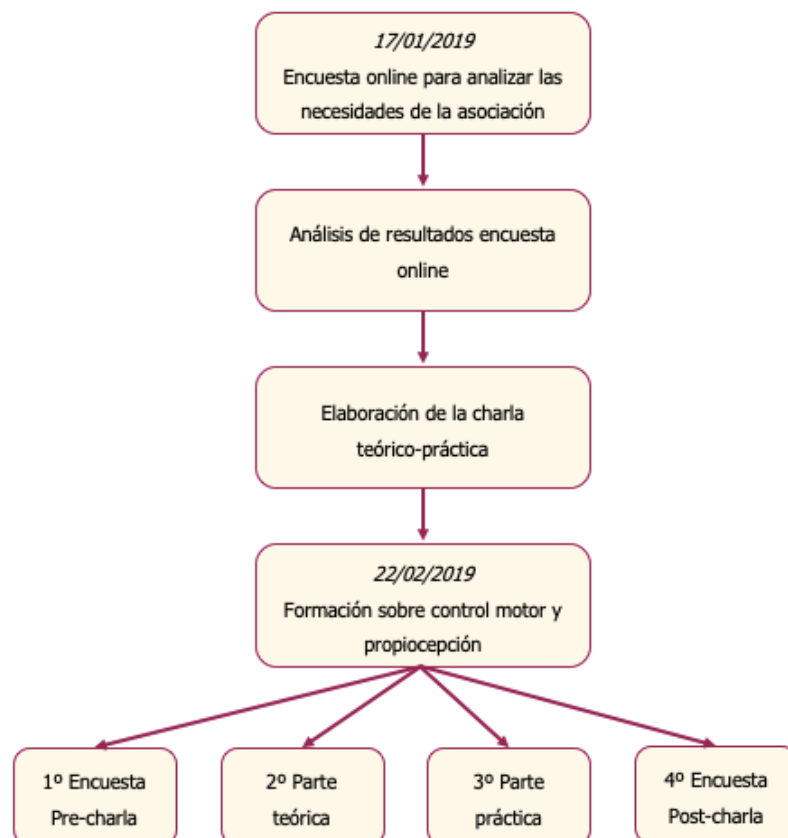 17/01/2019
Encuesta online para analizar las
necesidades de la asociación
Análisis de resultados encuesta
online
Elaboración de la charla
teórico-práctica
22/02/2019
Formación sobre control motor y
propiocepción
1º Encuesta
Pre-charla
2º Parte
teórica
3º Parte
práctica
4º Encuesta
Post-charla